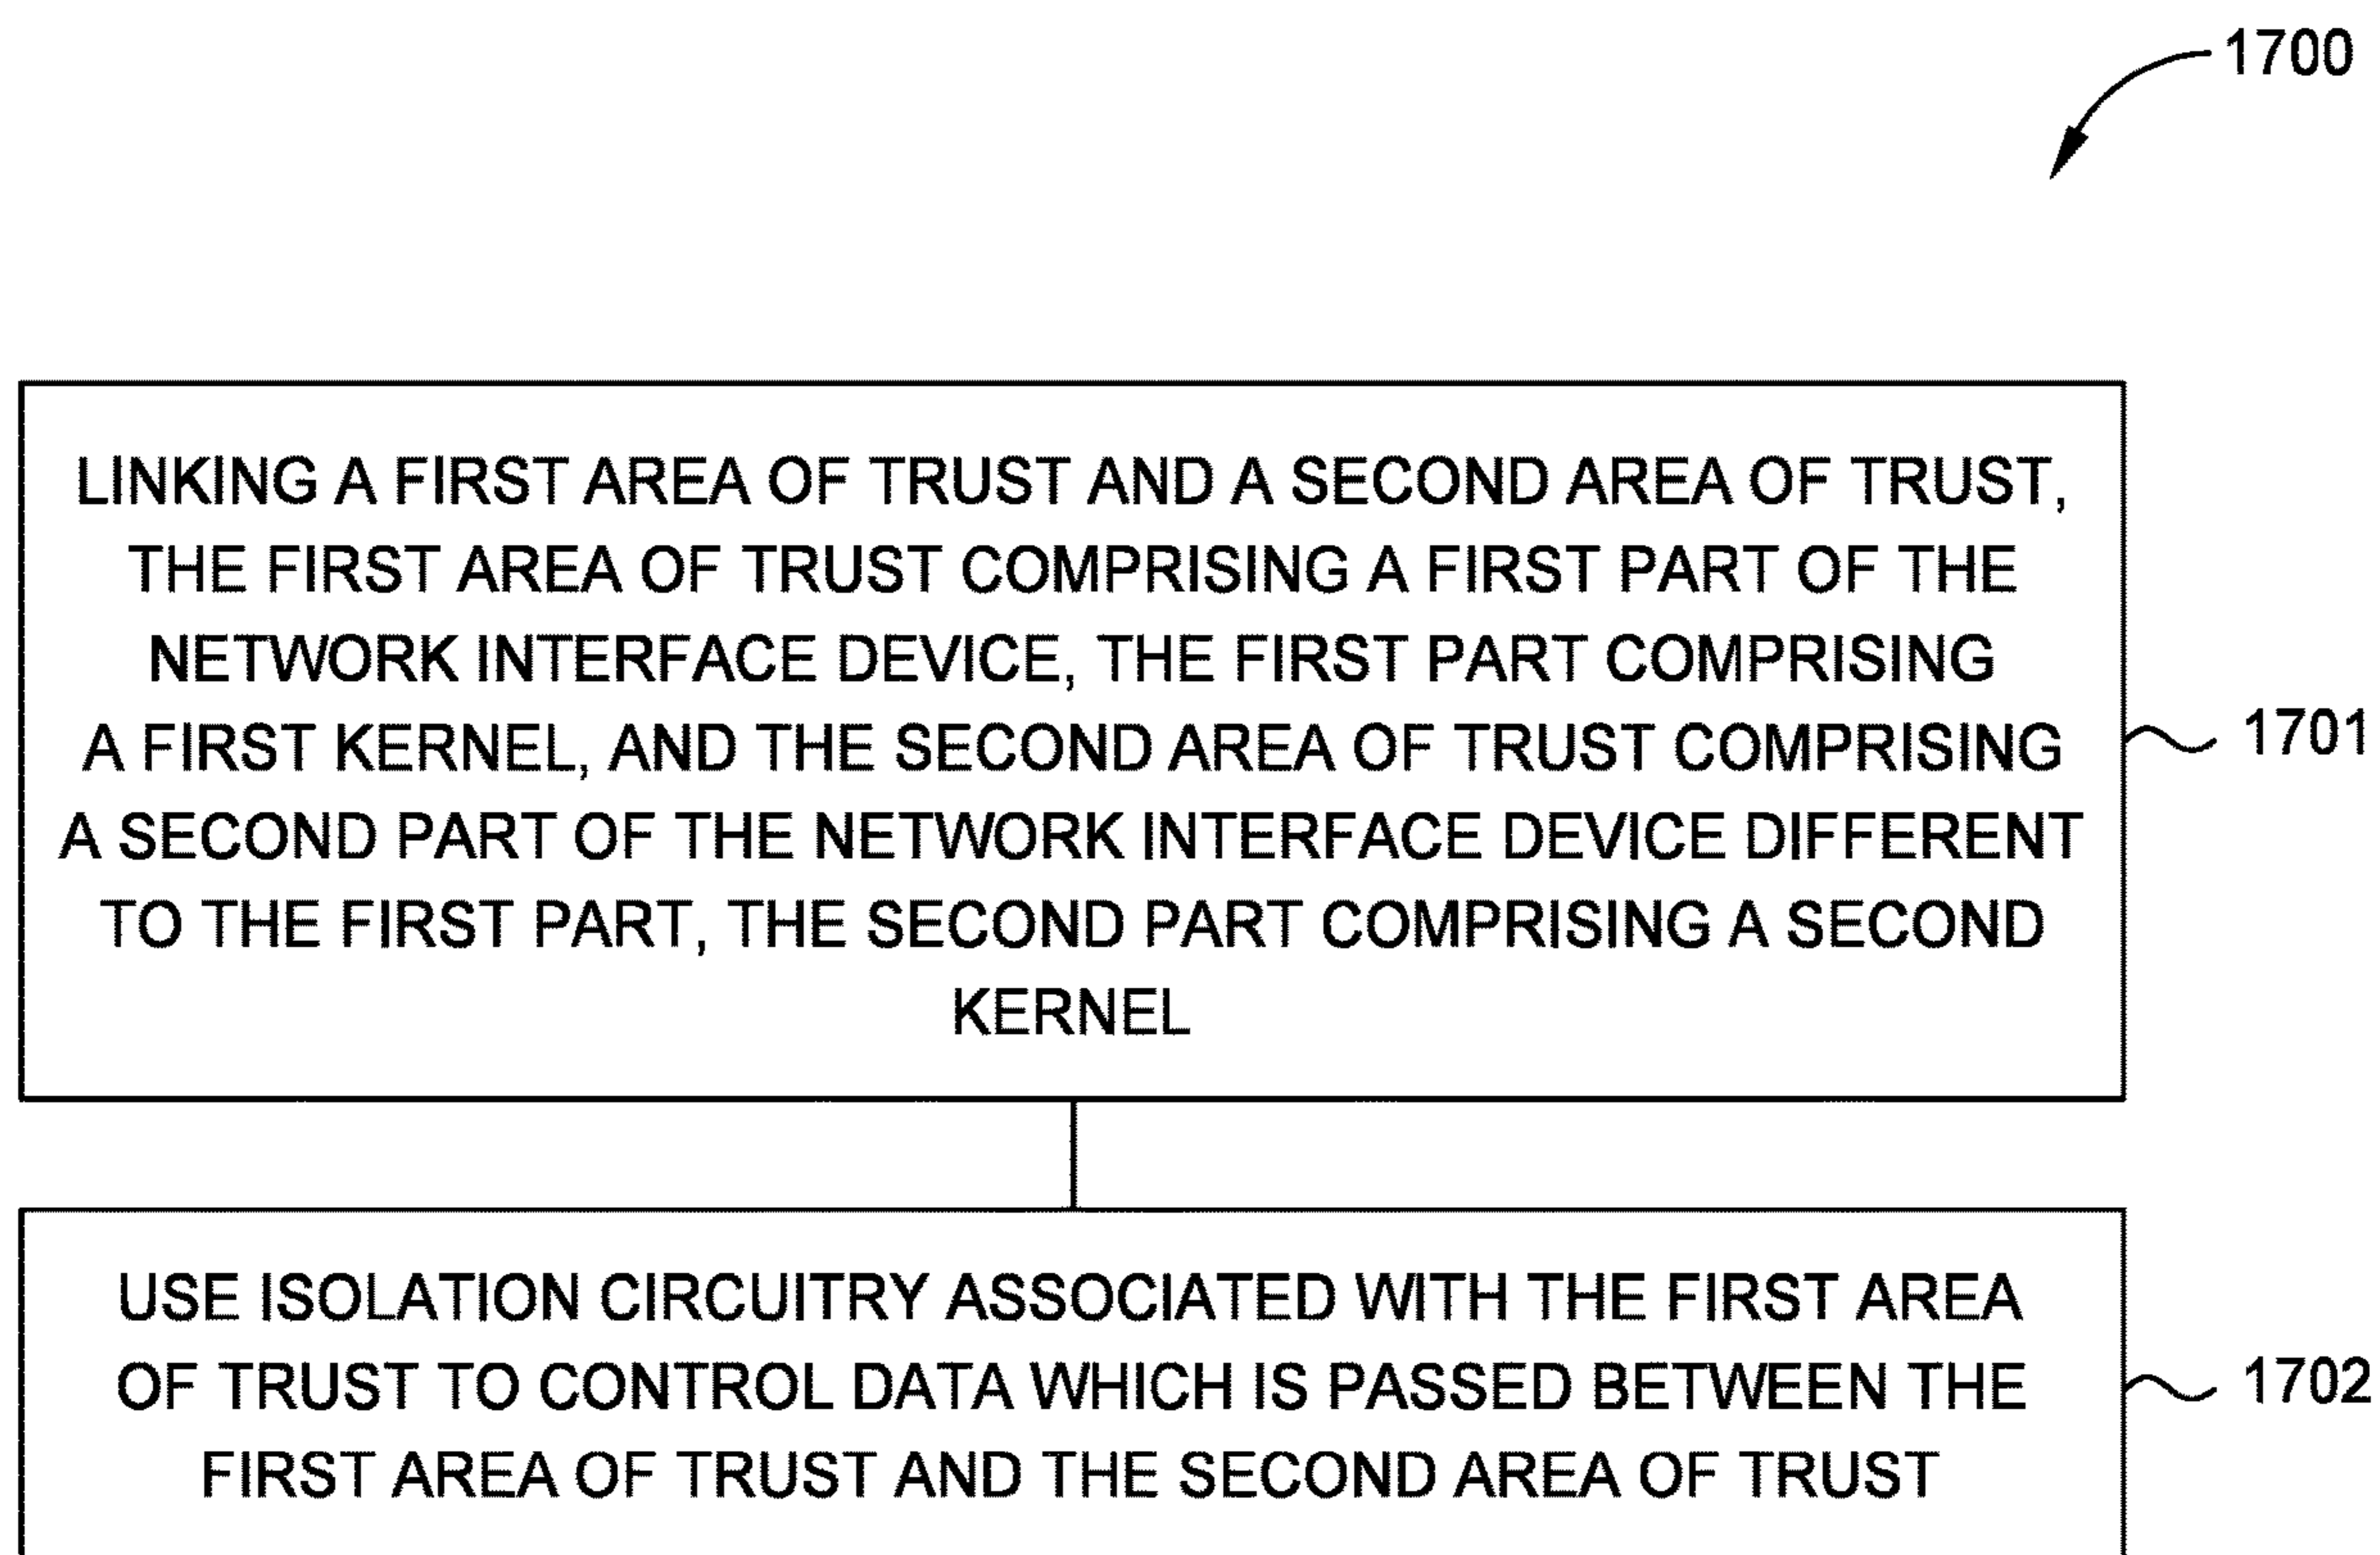 1700
LINKING A FIRST AREA OF TRUST AND A SECOND AREA OF TRUST,
THE FIRST AREA OF TRUST COMPRISING A FIRST PART OF THE
NETWORK INTERFACE DEVICE, THE FIRST PART COMPRISING
A FIRST KERNEL, AND THE SECOND AREA OF TRUST COMPRISING
A SECOND PART OF THE NETWORK INTERFACE DEVICE DIFFERENT
TO THE FIRST PART, THE SECOND PART COMPRISING A SECOND
KERNEL
1701
USE ISOLATION CIRCUITRY ASSOCIATED WITH THE FIRST AREA
OF TRUST TO CONTROL DATA WHICH IS PASSED BETWEEN THE
FIRST AREA OF TRUST AND THE SECOND AREA OF TRUST
1702